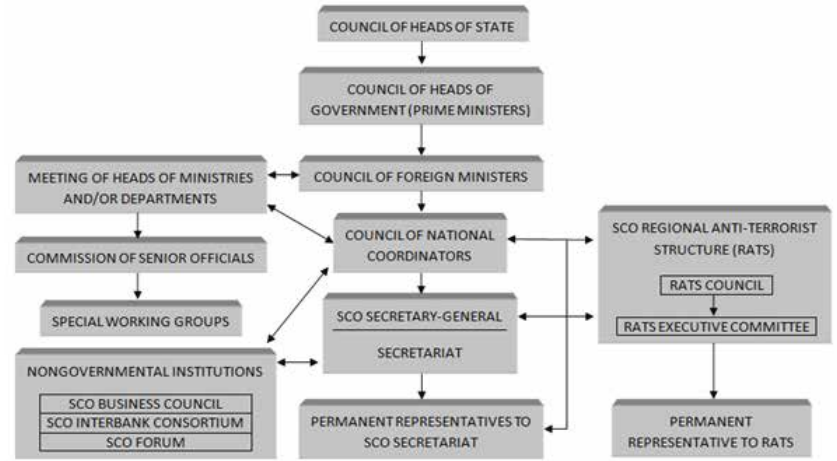 COUNCIL OF HEADS OF STATE
COUNCIL OF HEADS OF
GOVERNMENT (PRIME MINISTERS)
MEETING OF HEADS OF MINISTRIES
AND/OR DEPARTMENTS
COUNCIL OF FOREIGN MINISTERS
COMMISSION OF SENIOR OFFICIALS
COUNCIL OF NATIONAL
COORDINATORS
SCO REGIONAL ANTI-TERRORIST
STRUCTURE (RATS)
RATS COUNCIL
RATS EXECUTIVE COMMITTEE
SPECIAL WORKING GROUPS
SCO SECRETARY-GENERAL
SECRETARIAT
NONGOVERNMENTAL INSTITUTIONS
SCO BUSINESS COUNCIL
SCO INTERBANK CONSORTIUM
SCO FORUM
PERMANENT REPRESENTATIVES TO
SCO SECRETARIAT
PERMANENT
REPRESENTATIVE TO RATS